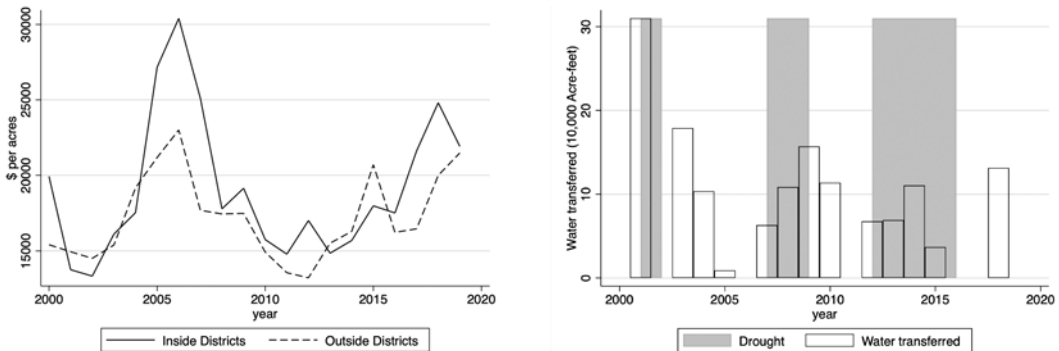 $ per acres
30000
25000
20000
15000
2000 2005 2010 2015 2020
year
Inside Districts Outside Districts
Water transferred (10,000 Acre-feet)
30
20
10
0
2000 2005 2010 2015 2020
year
Drought Water transferred